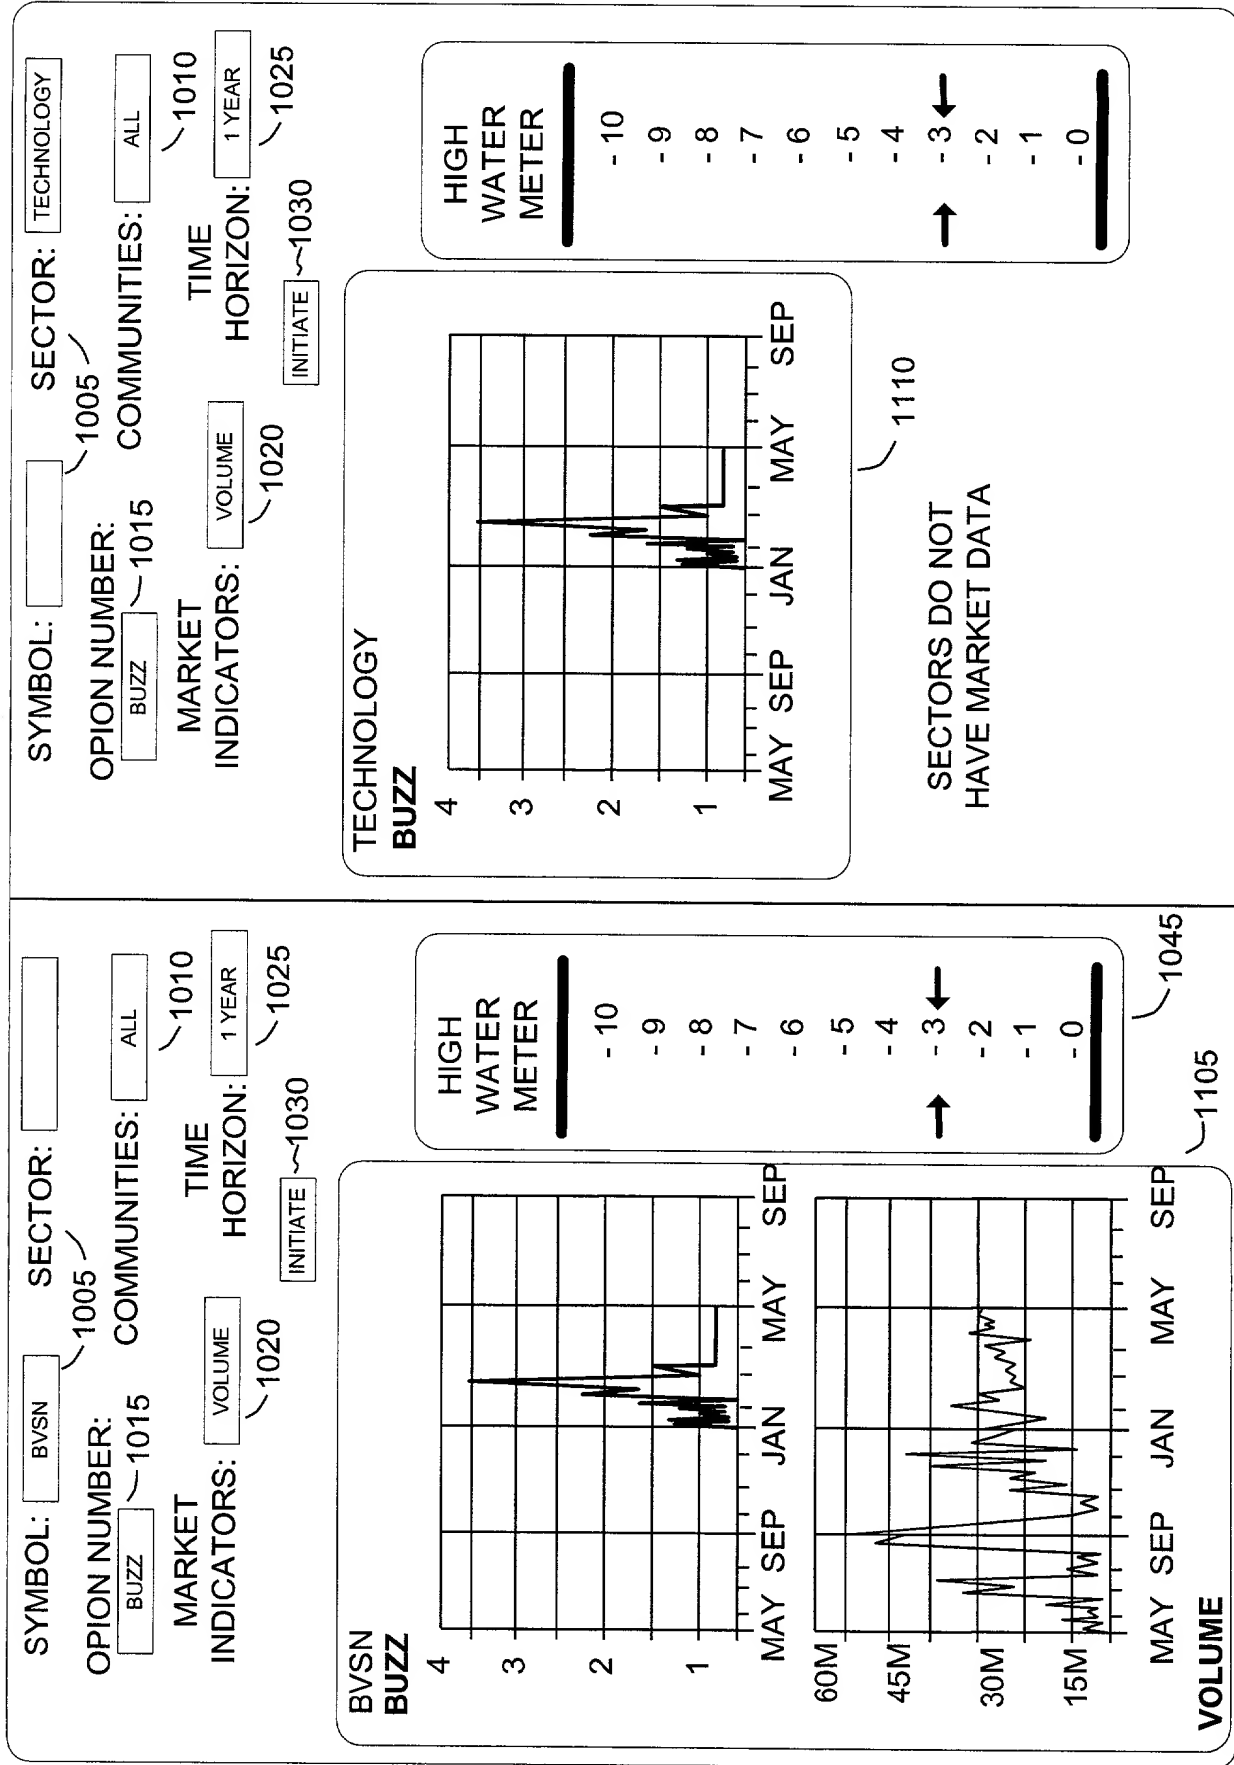 SYMBOL: BVSN SECTOR:
1005
OPION NUMBER: COMMUNITIES: ALL
BUZZ 1015 1010
MARKET TIME
INDICATORS: VOLUME HORIZON: 1 YEAR
1020 1025
INITIATE 1030
BVSN
BUZZ
4
3
2
1
MAY SEP JAN MAY SEP
60M
45M
30M
15M
MAY SEP JAN MAY SEP
VOLUME
1105
HIGH
WATER
METER
- 10
- 9
- 8
- 7
- 6
- 5
- 4
- 3
- 2
- 1
- 0
1045
SYMBOL: SECTOR: TECHNOLOGY
1005
OPION NUMBER: COMMUNITIES: ALL
BUZZ 1015 1010
MARKET TIME
INDICATORS: VOLUME HORIZON: 1 YEAR
1020 1025
INITIATE 1030
TECHNOLOGY
BUZZ
4
3
2
1
MAY SEP JAN MAY SEP
1110
SECTORS DO NOT
HAVE MARKET DATA
HIGH
WATER
METER
- 10
- 9
- 8
- 7
- 6
- 5
- 4
- 3
- 2
- 1
- 0